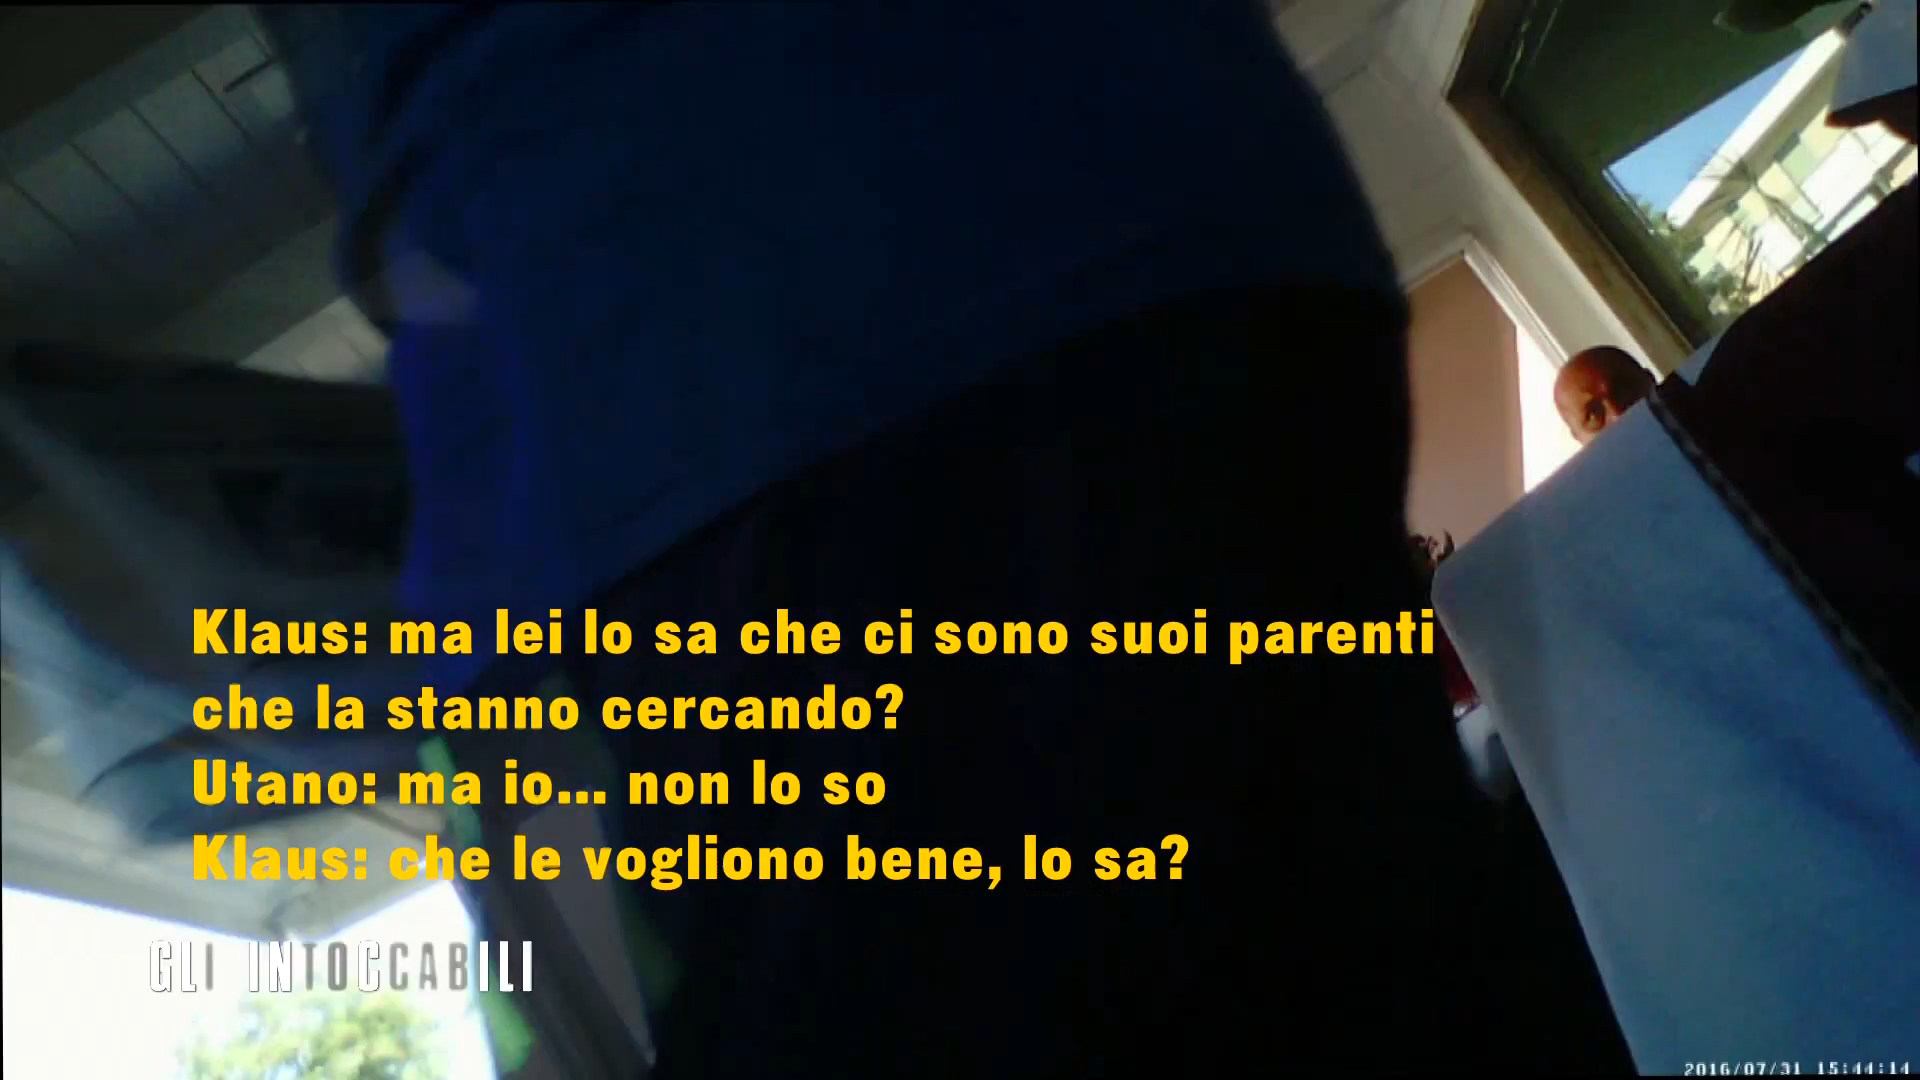 Klaus: ma lei lo sa che ci sono suoi parenti
che la stanno cercando?
Utano: ma io... non lo so
Klaus: che le vogliono bene, lo sa?
GLI INTOCCABILI
2016/07/31 15:44:14